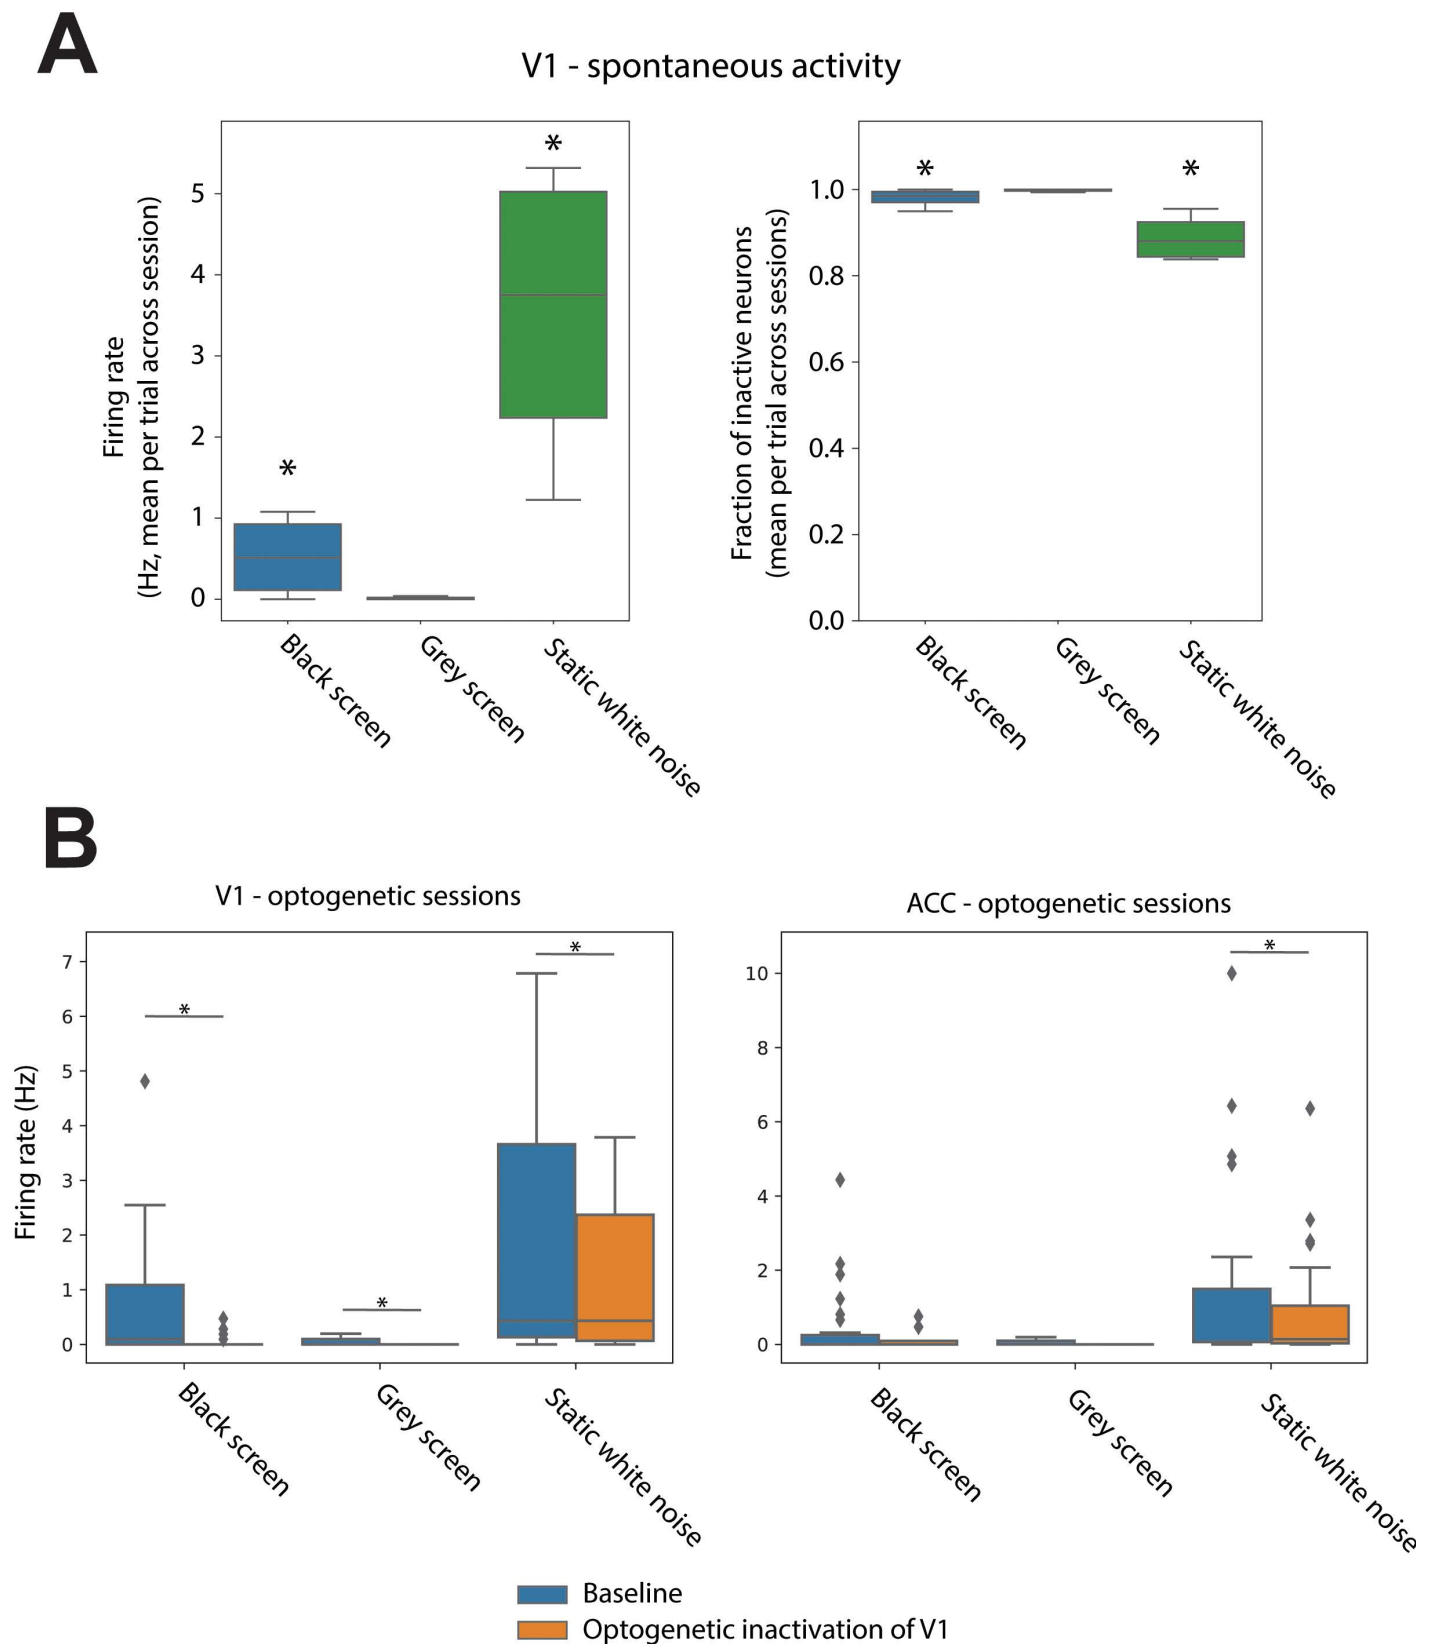 A
V1 - spontaneous activity
Firing rate
(Hz, mean per trial across session)
5
4
3
2
1
0
*
*
Black screen
Grey screen
Static white noise
Fraction of inactive neurons
(mean per trial across sessions)
1.0
0.8
0.6
0.4
0.2
0.0
*
*
Black screen
Grey screen
Static white noise
B
V1 - optogenetic sessions
Firing rate (Hz)
7
6
5
4
3
2
1
0
*
*
*
Black screen
Grey screen
Static white noise
ACC - optogenetic sessions
10
8
6
4
2
0
*
Black screen
Grey screen
Static white noise
Baseline
Optogenetic inactivation of V1